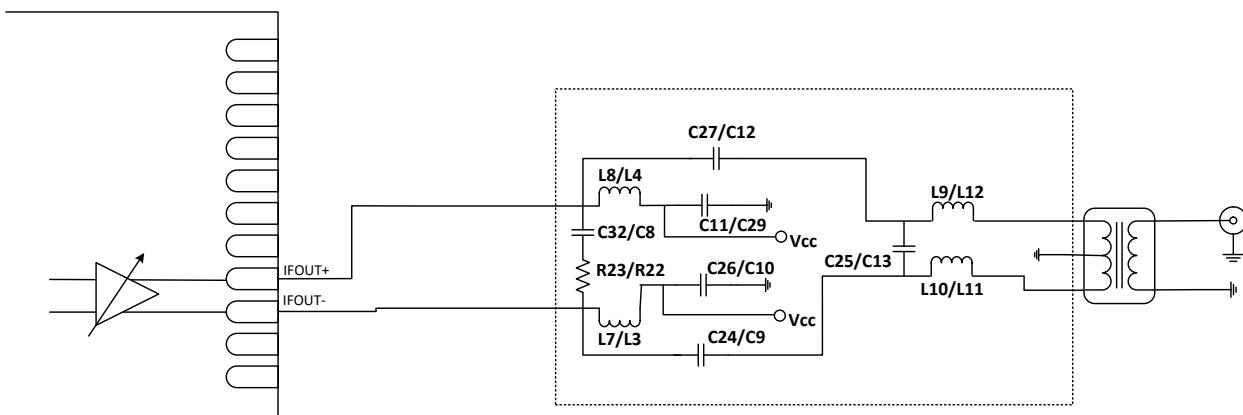 C27/C12
L8/L4
L9/L12
C11/C29
C32/C8
Vcc
IFOUT+
R23/R22
C26/C10
C25/C13
L10/L11
IFOUT-
Vcc
L7/L3
C24/C9